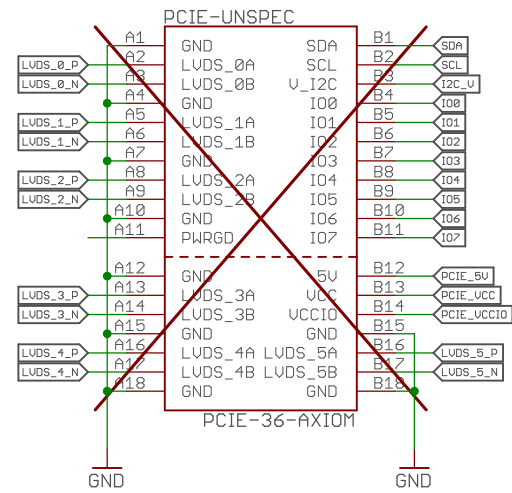 PCIE-UNSPEC
A1 GND SDA B1 SDA
LVDS_0_P A2 LVDS_0A SCL B2 SCL
LVDS_0_N A3 LVDS_0B V_I2C B3 I2C_V
A4 GND IO0 B4 IO0
LVDS_1_P A5 LVDS_1A IO1 B5 IO1
LVDS_1_N A6 LVDS_1B IO2 B6 IO2
A7 GND IO3 B7 IO3
LVDS_2_P A8 LVDS_2A IO4 B8 IO4
LVDS_2_N A9 LVDS_2B IO5 B9 IO5
A10 GND IO6 B10 IO6
A11 PWRGD IO7 B11 IO7
A12 GND 5V B12 PCIE_5V
LVDS_3_P A13 LVDS_3A VCC B13 PCIE_VCC
LVDS_3_N A14 LVDS_3B VCCIO B14 PCIE_VCCIO
A15 GND GND B15
LVDS_4_P A16 LVDS_4A LVDS_5A B16 LVDS_5_P
LVDS_4_N A17 LVDS_4B LVDS_5B B17 LVDS_5_N
A18 GND GND B18
PCIE-36-AXIOM
GND GND